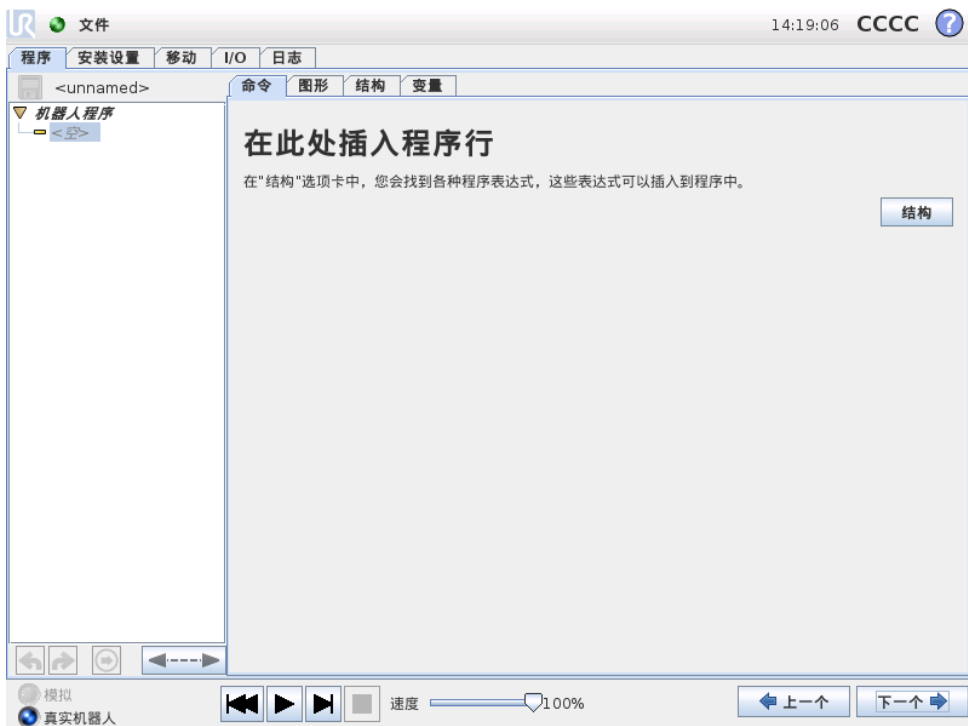 UR 文件 14:19:06 CCCC ?
程序 安装设置 移动 I/O 日志
<unnamed> 命令 图形 结构 变量
机器人程序
<空>
在此处插入程序行
在"结构"选项卡中，您会找到各种程序表达式，这些表达式可以插入到程序中。
结构
模拟
真实机器人
速度 100% 上一个 下一个